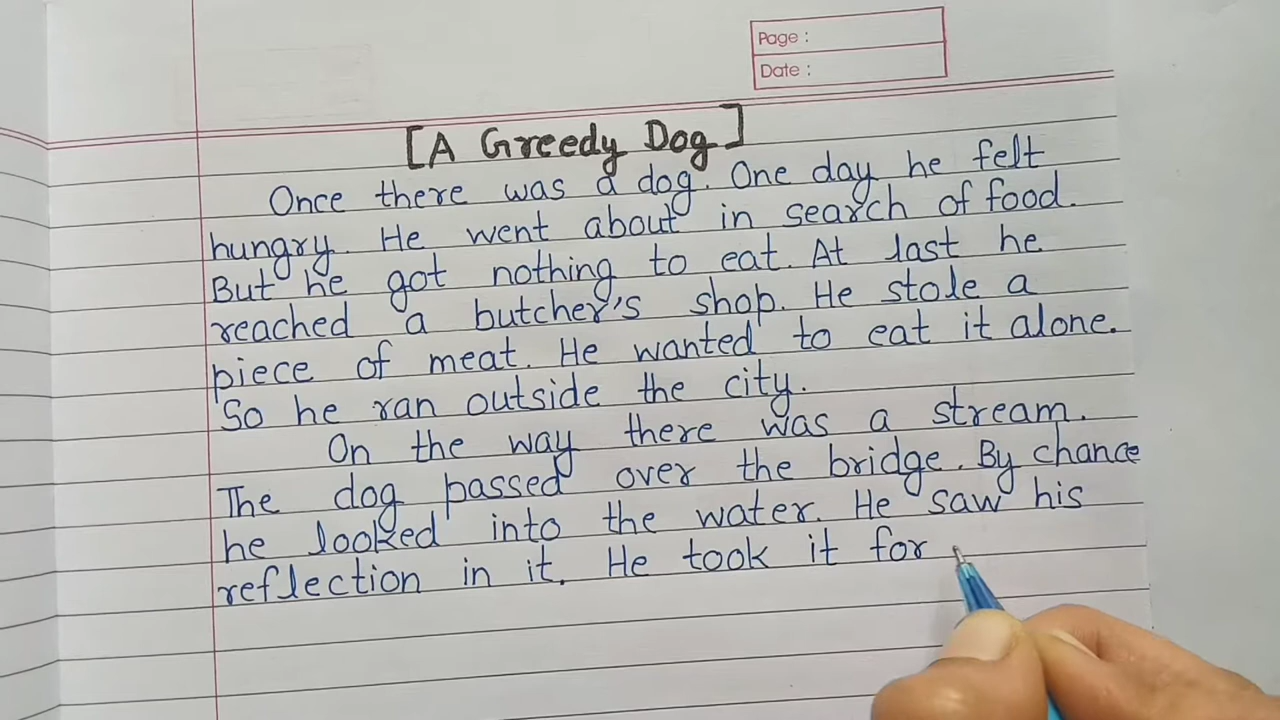 Page :
Date :
[A Greedy Dog]
Once there was a dog. One day he felt
hungry. He went about in search of food.
But he got nothing to eat. At last he
reached a butcher's shop. He stole a
piece of meat. He wanted to eat it alone.
So he ran outside the city.
On the way there was a stream.
The dog passed over the bridge. By chance
he looked into the water. He saw his
reflection in it. He took it for